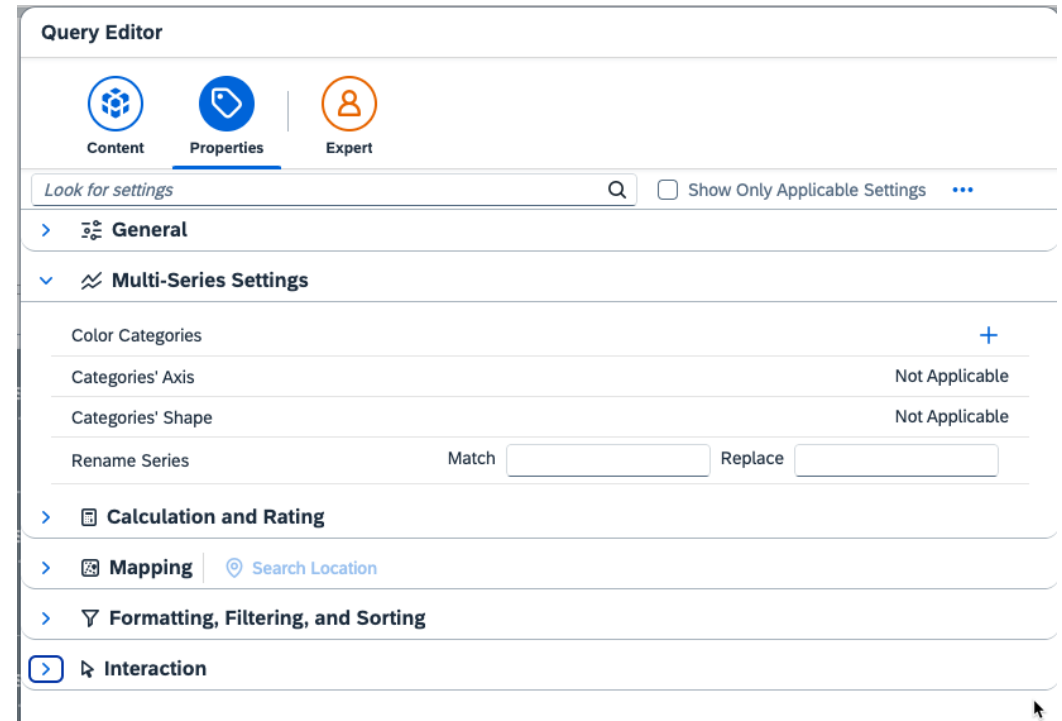 Query Editor
Content Properties Expert
Look for settings Show Only Applicable Settings
General
Multi-Series Settings
Color Categories
Categories' Axis Not Applicable
Categories' Shape Not Applicable
Rename Series Match Replace
Calculation and Rating
Mapping Search Location
Formatting, Filtering, and Sorting
Interaction